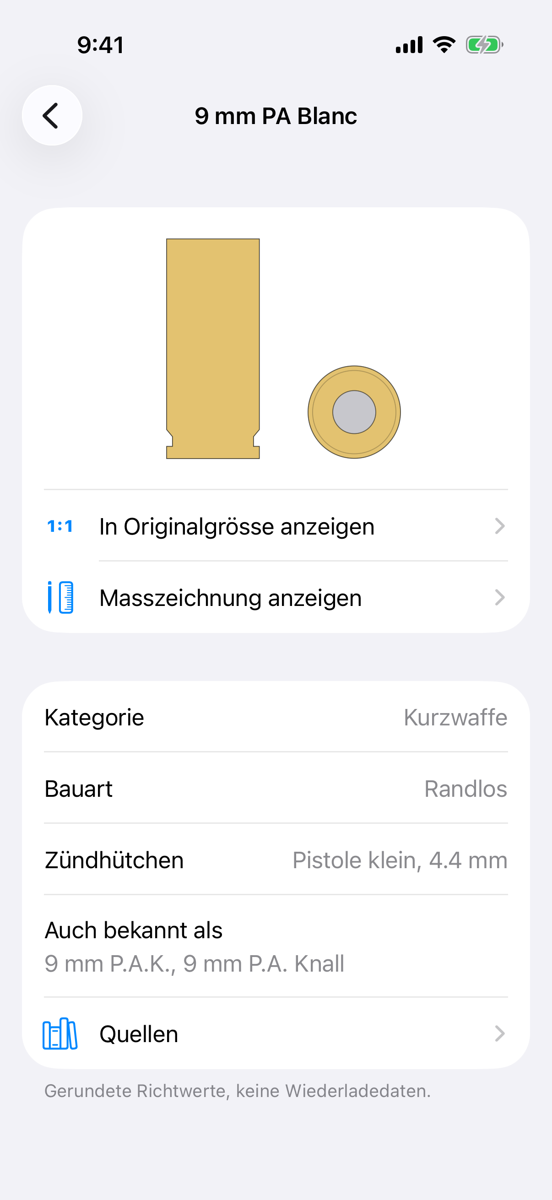 9:41
9 mm PA Blanc
1:1 In Originalgrösse anzeigen
Masszeichnung anzeigen
Kategorie Kurzwaffe
Bauart Randlos
Zündhütchen Pistole klein, 4.4 mm
Auch bekannt als
9 mm P.A.K., 9 mm P.A. Knall
Quellen
Gerundete Richtwerte, keine Wiederladedaten.